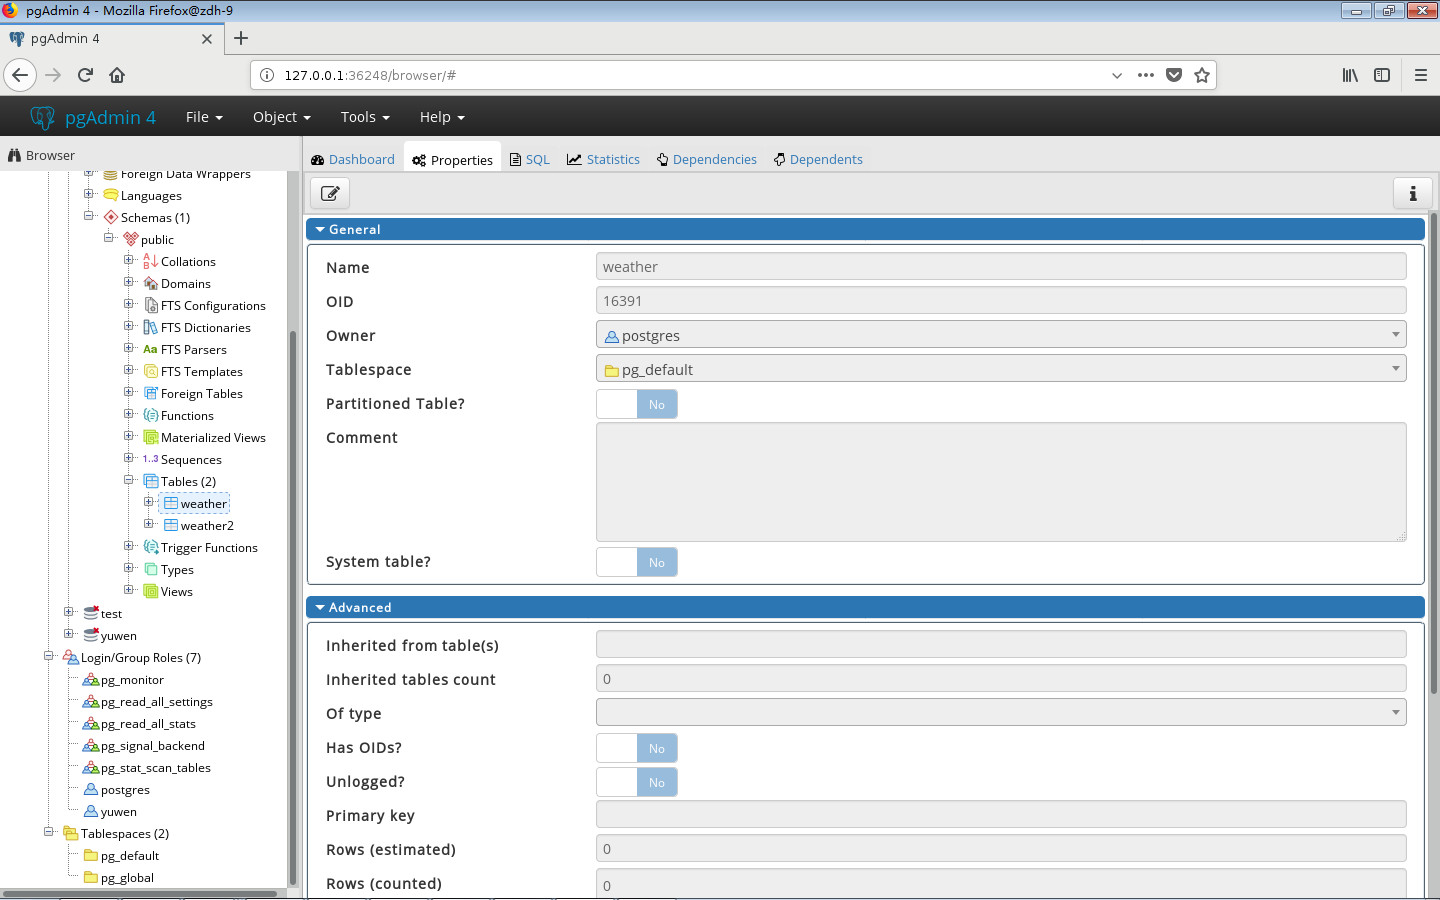 pgAdmin 4 - Mozilla Firefox@zdh-9
pgAdmin 4
127.0.0.1:36248/browser/#
pgAdmin 4 File Object Tools Help
Browser
Foreign Data Wrappers
Languages
Schemas (1)
public
Collations
Domains
FTS Configurations
FTS Dictionaries
Aa FTS Parsers
FTS Templates
Foreign Tables
Functions
Materialized Views
1..3 Sequences
Tables (2)
weather
weather2
Trigger Functions
Types
Views
test
yuwen
Login/Group Roles (7)
pg_monitor
pg_read_all_settings
pg_read_all_stats
pg_signal_backend
pg_stat_scan_tables
postgres
yuwen
Tablespaces (2)
pg_default
pg_global
Dashboard Properties SQL Statistics Dependencies Dependents
General
Name weather
OID 16391
Owner postgres
Tablespace pg_default
Partitioned Table? No
Comment
System table? No
Advanced
Inherited from table(s)
Inherited tables count 0
Of type
Has OIDs? No
Unlogged? No
Primary key
Rows (estimated) 0
Rows (counted) 0